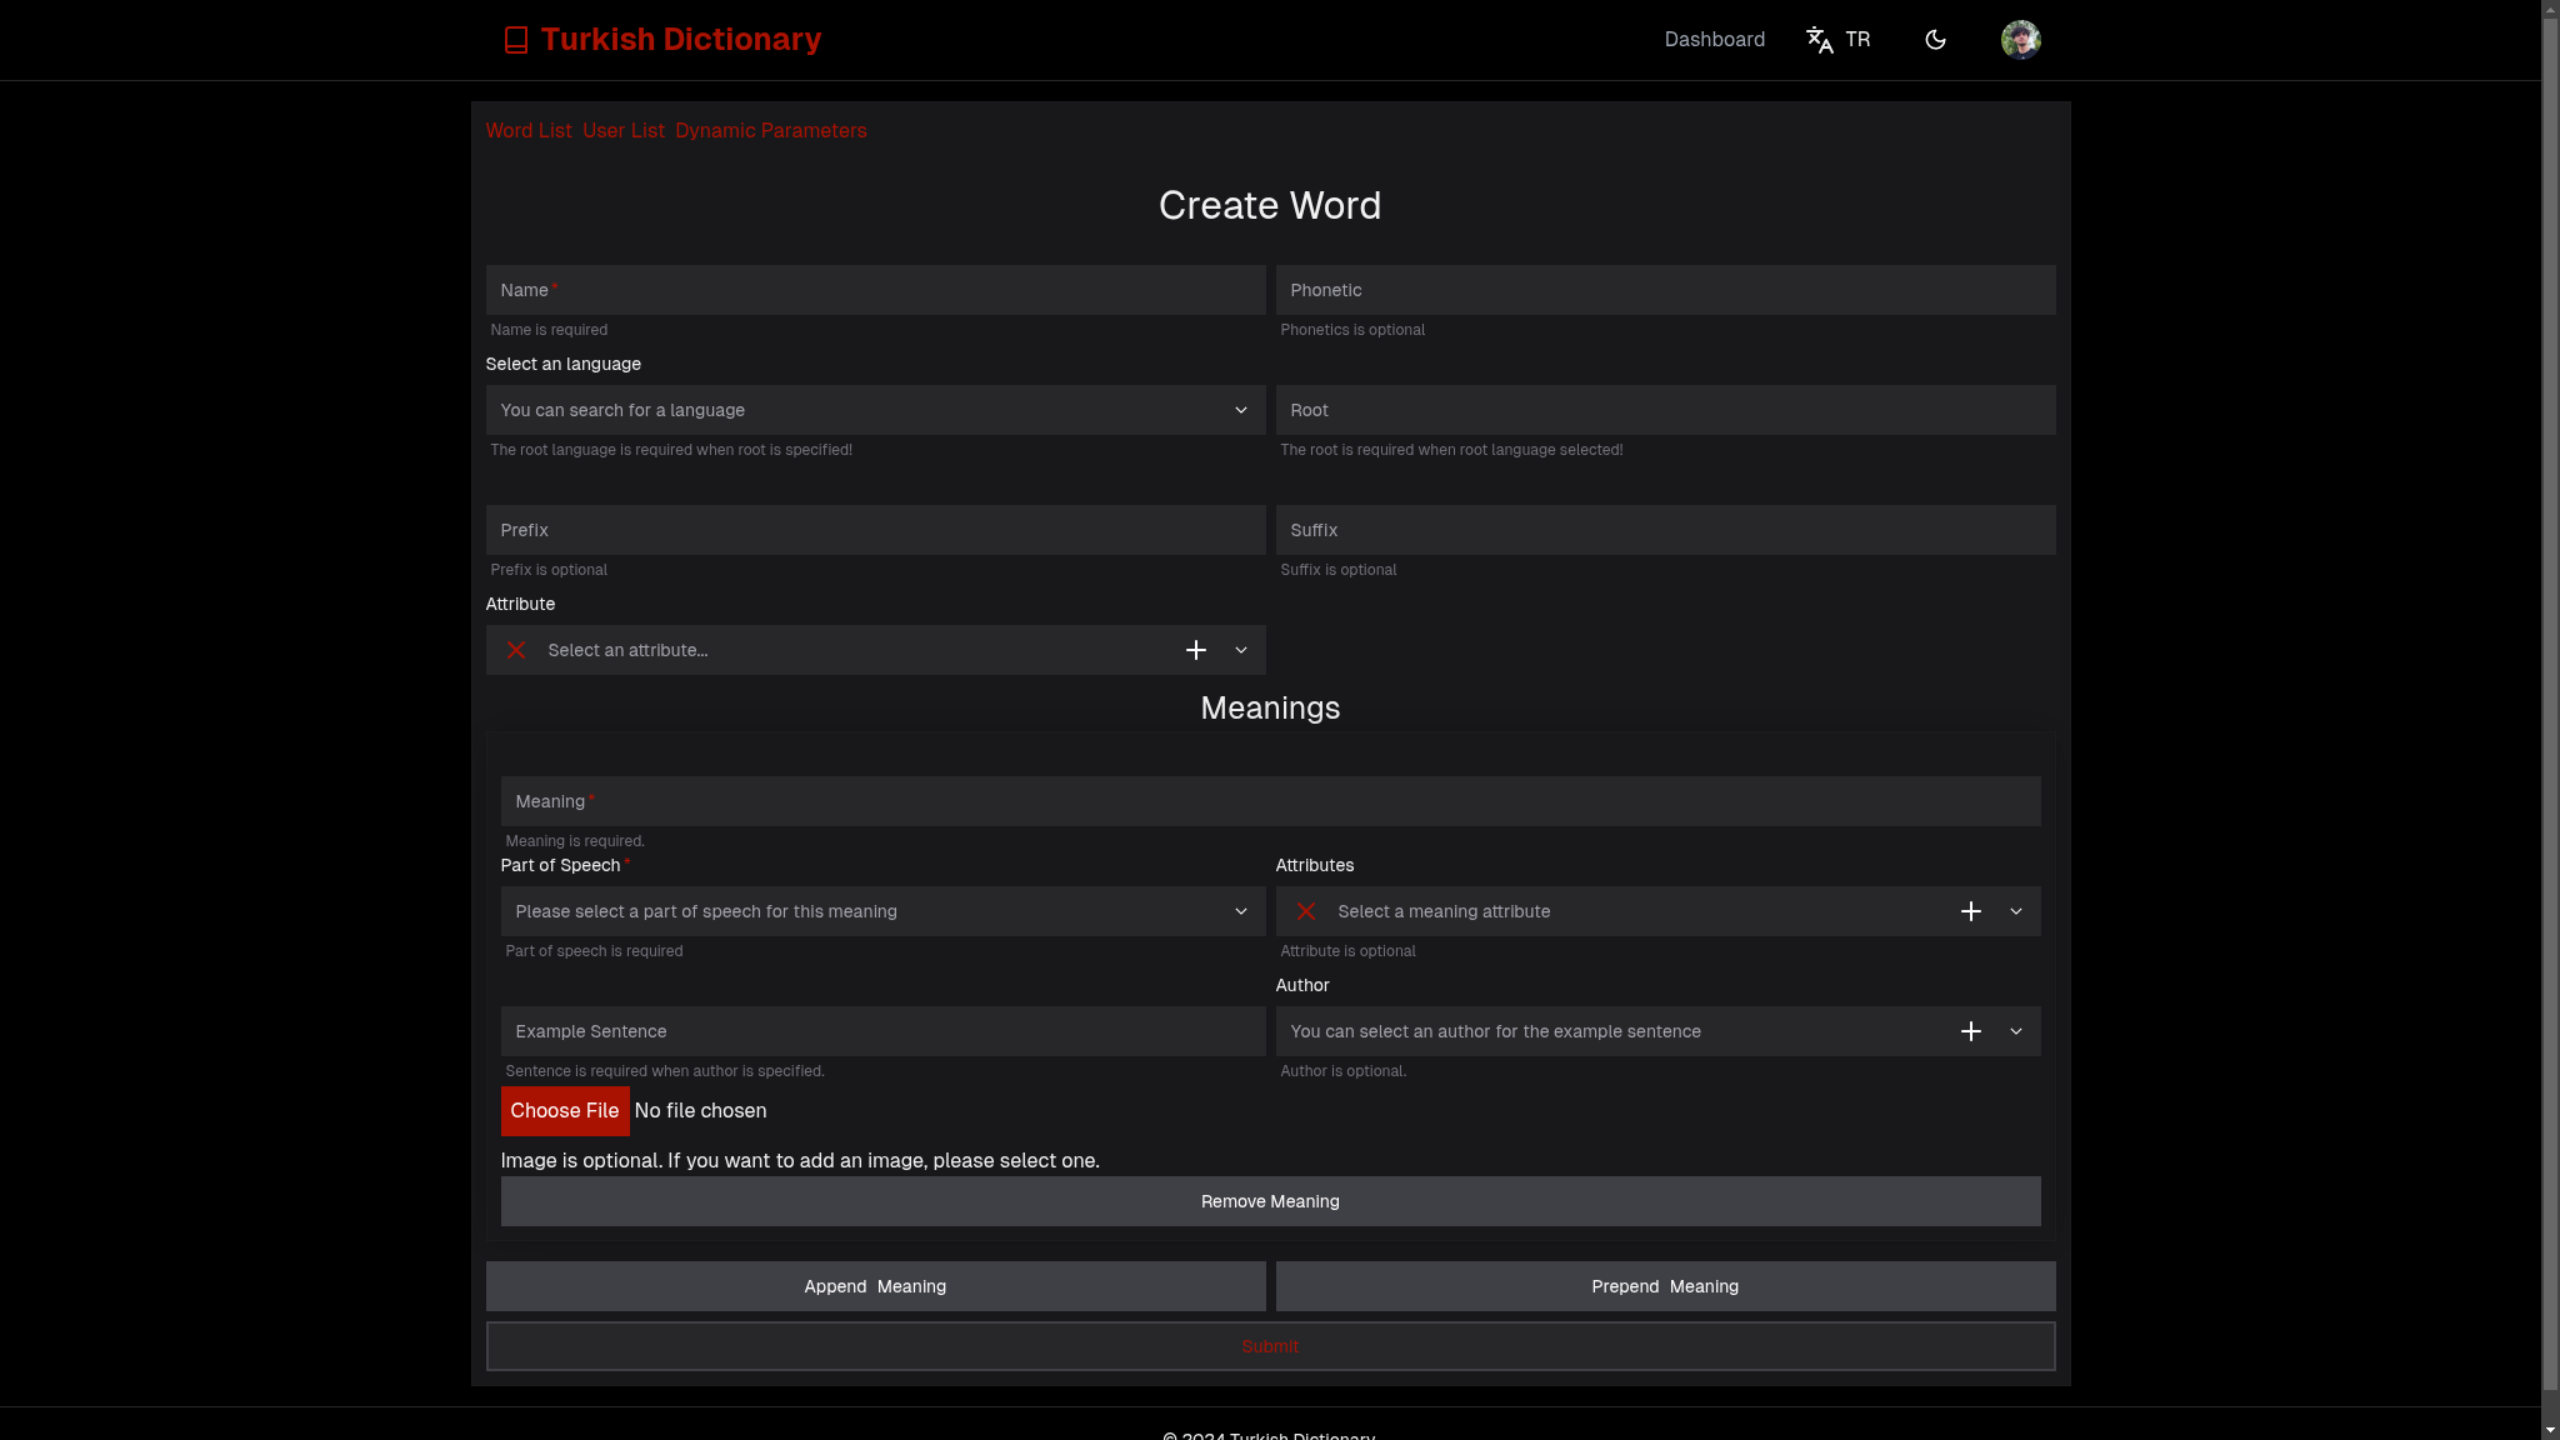 Turkish Dictionary Dashboard TR
Word List User List Dynamic Parameters
Create Word
Name* Phonetic
Name is required Phonetics is optional
Select an language
You can search for a language Root
The root language is required when root is specified! The root is required when root language selected!
Prefix Suffix
Prefix is optional Suffix is optional
Attribute
Select an attribute...
Meanings
Meaning*
Meaning is required.
Part of Speech* Attributes
Please select a part of speech for this meaning Select a meaning attribute
Part of speech is required Attribute is optional
Author
Example Sentence You can select an author for the example sentence
Sentence is required when author is specified. Author is optional.
Choose File No file chosen
Image is optional. If you want to add an image, please select one.
Remove Meaning
Append Meaning Prepend Meaning
Submit
© 2024 Turkish Dictionary